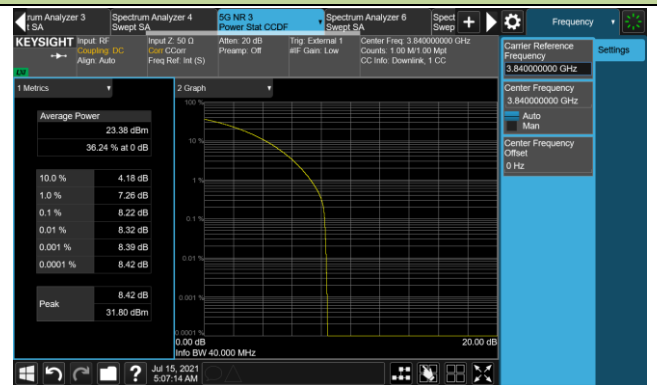 rum Analyzer 3
t SA
Spectrum Analyzer 4
Swept SA
5G NR 3
Power Stat CCDF
Spectrum Analyzer 6
Swept SA
Spect
Swep
Frequency
KEYSIGHT
Input: RF
Coupling: DC
Align: Auto
Input Z: 50 Ω
Corr CCorr
Freq Ref: Int (S)
Atten: 20 dB
Preamp: Off
Trig: External 1
#IF Gain: Low
Center Freq: 3.840000000 GHz
Counts: 1.00 M/1.00 Mpt
CC Info: Downlink, 1 CC
Carrier Reference
Frequency
3.840000000 GHz
Settings
Center Frequency
3.840000000 GHz
Auto
Man
Center Frequency
Offset
0 Hz
1 Metrics
Average Power
23.38 dBm
36.24 % at 0 dB
10.0 % 4.18 dB
1.0 % 7.26 dB
0.1 % 8.22 dB
0.01 % 8.32 dB
0.001 % 8.39 dB
0.0001 % 8.42 dB
Peak
8.42 dB
31.80 dBm
2 Graph
100 %
10 %
1 %
0.1 %
0.01 %
0.001 %
0.0001 %
0.00 dB 20.00 dB
Info BW 40.000 MHz
?
Jul 15, 2021
5:07:14 AM